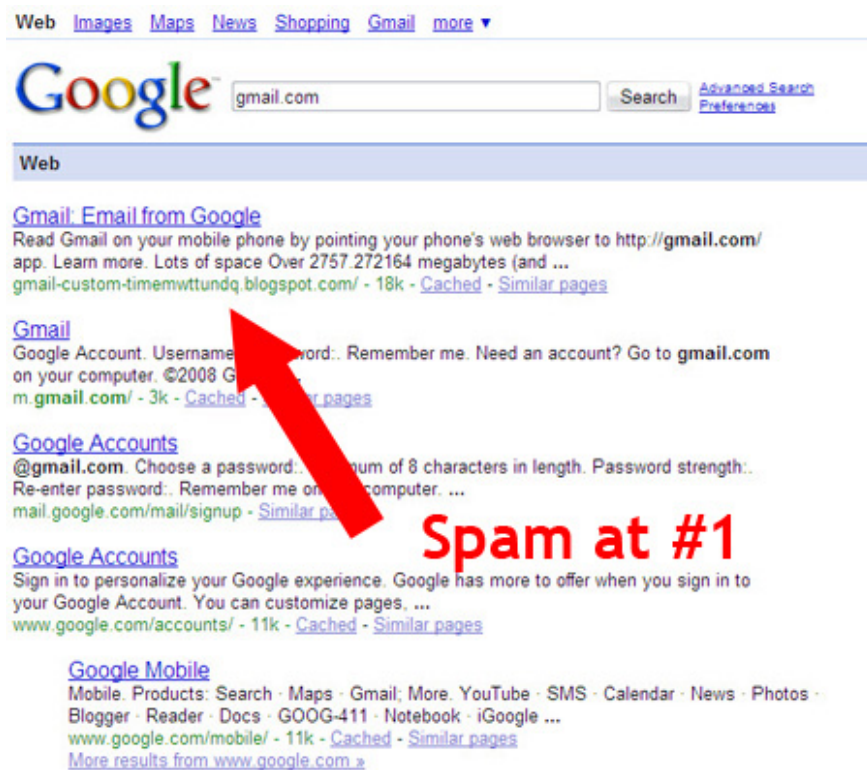 Web Images Maps News Shopping Gmail more ▼
Google™ gmail.com Search Advanced Search
Preferences
Web
Gmail: Email from Google
Read Gmail on your mobile phone by pointing your phone's web browser to http://gmail.com/
app. Learn more. Lots of space Over 2757.272164 megabytes (and ...
gmail-custom-timemwttundq.blogspot.com/ - 18k - Cached - Similar pages
Gmail
Google Account. Username word:. Remember me. Need an account? Go to gmail.com
on your computer. ©2008 G
m.gmail.com/ - 3k - Cached - pages
Google Accounts
@gmail.com. Choose a password:. um of 8 characters in length. Password strength:.
Re-enter password:. Remember me on computer. ...
mail.google.com/mail/signup - Similar pa
Spam at #1
Google Accounts
Sign in to personalize your Google experience. Google has more to offer when you sign in to
your Google Account. You can customize pages, ...
www.google.com/accounts/ - 11k - Cached - Similar pages
Google Mobile
Mobile. Products: Search · Maps · Gmail; More. YouTube · SMS · Calendar · News · Photos ·
Blogger · Reader · Docs · GOOG-411 · Notebook · iGoogle ...
www.google.com/mobile/ - 11k - Cached - Similar pages
More results from www.google.com »